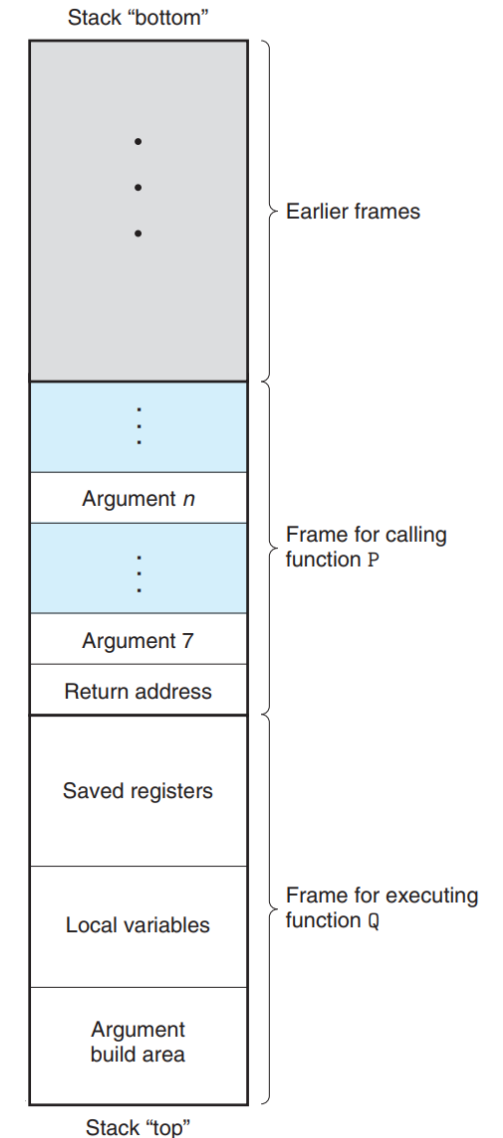 Stack “bottom”
Earlier frames
Argument n
Frame for calling
function P
Argument 7
Return address
Saved registers
Frame for executing
function Q
Local variables
Argument
build area
Stack “top”